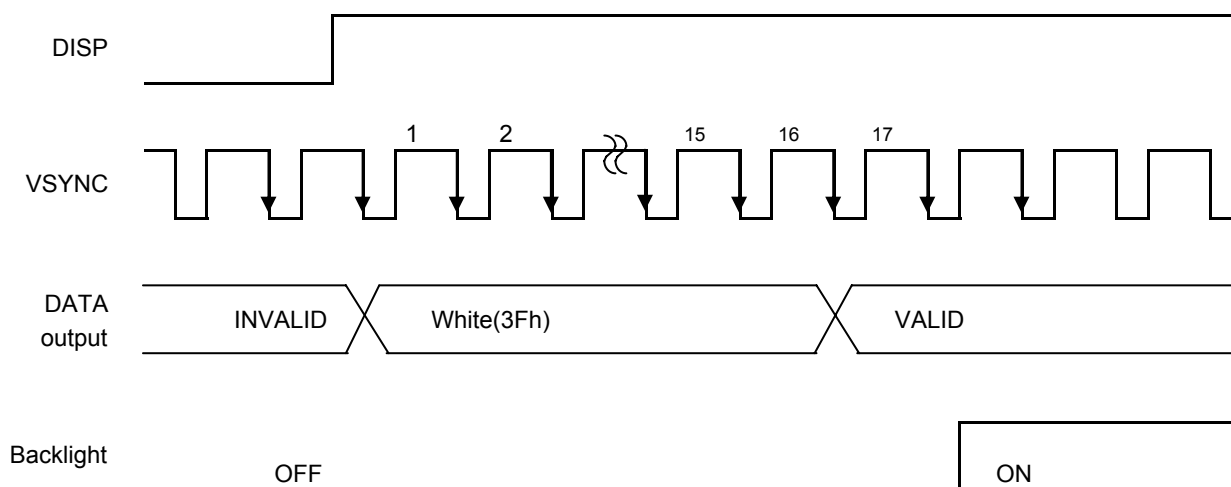 DISP
1 2 15 16 17
VSYNC
DATA
output
INVALID White(3Fh) VALID
Backlight
OFF ON